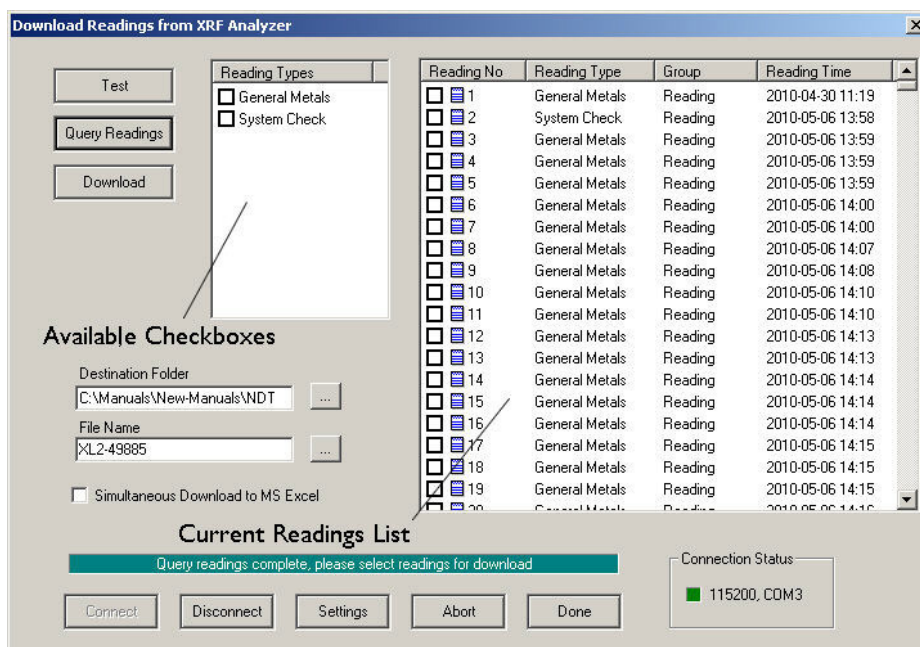 Download Readings from XRF Analyzer
Test
Query Readings
Download
Reading Types
General Metals
System Check
Available Checkboxes
Destination Folder
C:\Manuals\New-Manuals\NDT
...
File Name
XL2-49885
...
Simultaneous Download to MS Excel
Reading No Reading Type Group Reading Time
1 General Metals Reading 2010-04-30 11:19
2 System Check Reading 2010-05-06 13:58
3 General Metals Reading 2010-05-06 13:59
4 General Metals Reading 2010-05-06 13:59
5 General Metals Reading 2010-05-06 13:59
6 General Metals Reading 2010-05-06 14:00
7 General Metals Reading 2010-05-06 14:00
8 General Metals Reading 2010-05-06 14:07
9 General Metals Reading 2010-05-06 14:08
10 General Metals Reading 2010-05-06 14:10
11 General Metals Reading 2010-05-06 14:10
12 General Metals Reading 2010-05-06 14:13
13 General Metals Reading 2010-05-06 14:13
14 General Metals Reading 2010-05-06 14:14
15 General Metals Reading 2010-05-06 14:14
16 General Metals Reading 2010-05-06 14:14
17 General Metals Reading 2010-05-06 14:15
18 General Metals Reading 2010-05-06 14:15
19 General Metals Reading 2010-05-06 14:15
Current Readings List
Query readings complete, please select readings for download
Connect Disconnect Settings Abort Done
Connection Status
115200, COM3